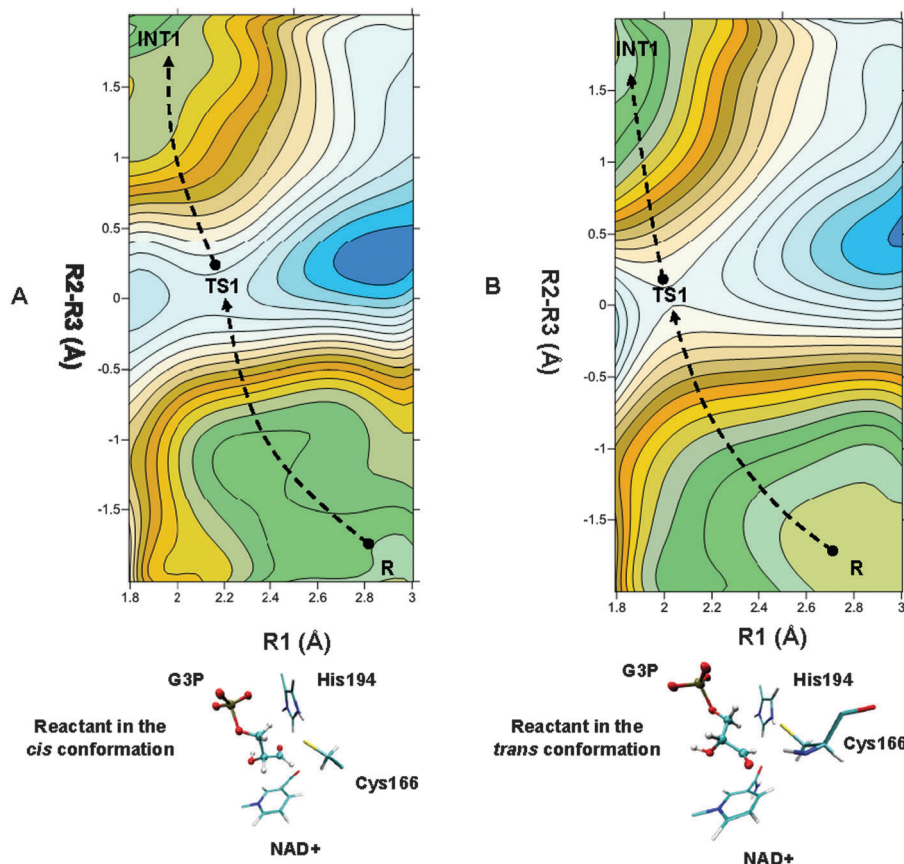 A
R2-R3 (Å)
1.5
1
0.5
0
-0.5
-1
-1.5
INT1
TS1
R
1.8 2 2.2 2.4 2.6 2.8 3
R1 (Å)
B
R2-R3 (Å)
1.5
1
0.5
0
-0.5
-1
-1.5
INT1
TS1
R
1.8 2 2.2 2.4 2.6 2.8 3
R1 (Å)
Reactant in the
cis conformation
G3P
His194
Cys166
NAD+
Reactant in the
trans conformation
G3P
His194
Cys166
NAD+